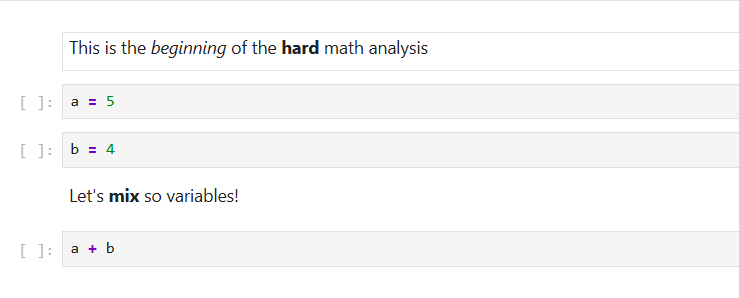 This is the beginning of the hard math analysis
[ ]: a = 5
[ ]: b = 4
Let's mix so variables!
[ ]: a + b